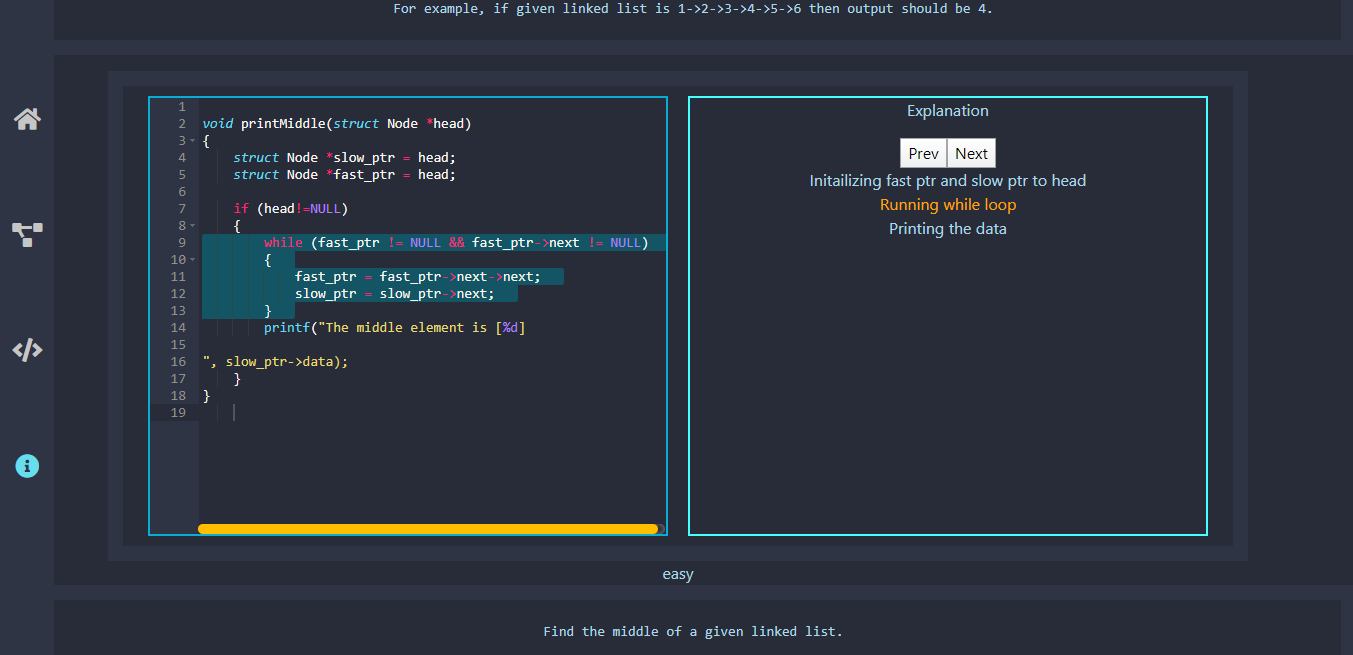 For example, if given linked list is 1->2->3->4->5->6 then output should be 4.
1
2 void printMiddle(struct Node *head)
3 {
4 struct Node *slow_ptr = head;
5 struct Node *fast_ptr = head;
6
7 if (head!=NULL)
8 {
9 while (fast_ptr != NULL && fast_ptr->next != NULL)
10 {
11 fast_ptr = fast_ptr->next->next;
12 slow_ptr = slow_ptr->next;
13 }
14 printf("The middle element is [%d]
15
16 ", slow_ptr->data);
17 }
18 }
19
Explanation
Prev Next
Initailizing fast ptr and slow ptr to head
Running while loop
Printing the data
easy
Find the middle of a given linked list.